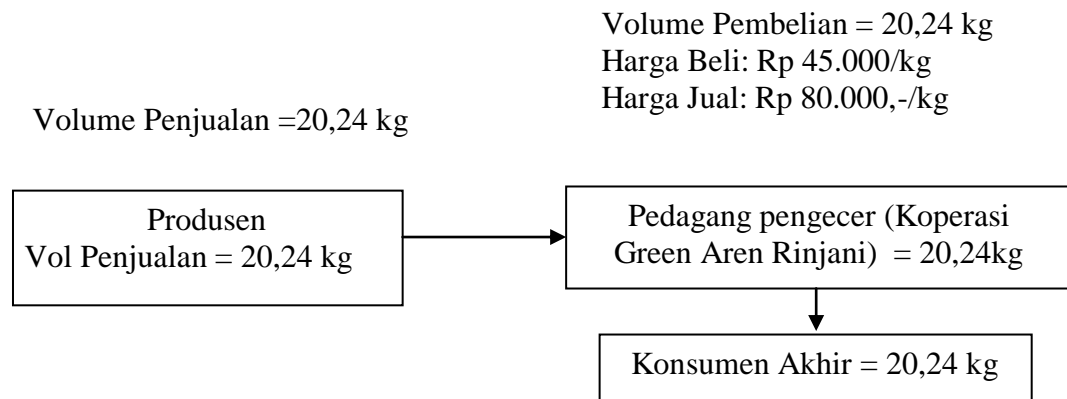 Volume Pembelian = 20,24 kg
Harga Beli: Rp 45.000/kg
Harga Jual: Rp 80.000,-/kg
Volume Penjualan =20,24 kg
Produsen
Vol Penjualan = 20,24 kg
Pedagang pengecer (Koperasi
Green Aren Rinjani)  = 20,24kg
Konsumen Akhir = 20,24 kg